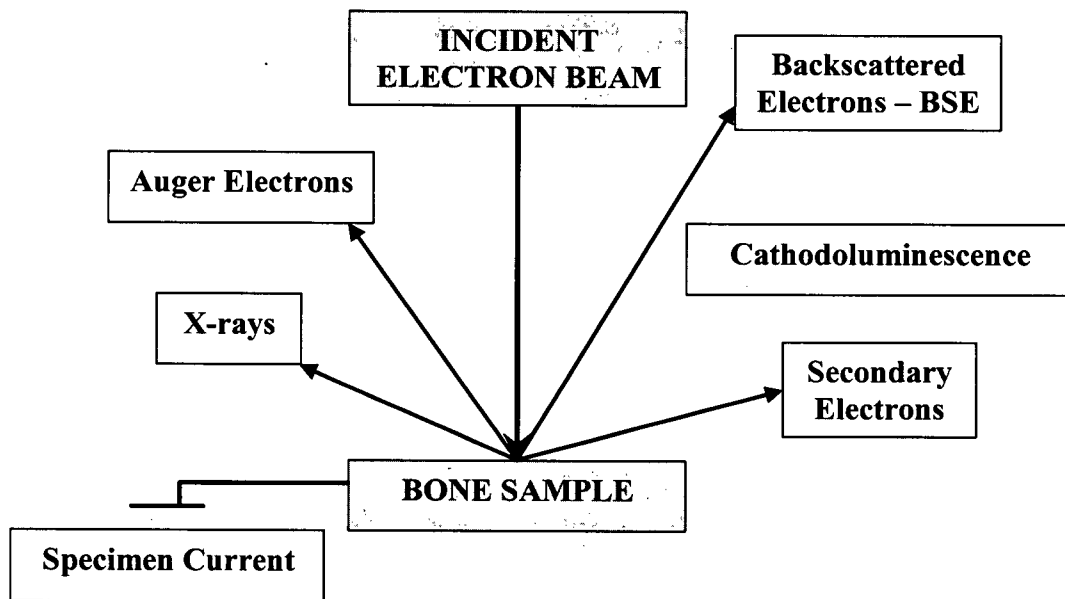 INCIDENT
ELECTRON BEAM
Backscattered
Electrons – BSE
Auger Electrons
Cathodoluminescence
X-rays
Secondary
Electrons
BONE SAMPLE
Specimen Current